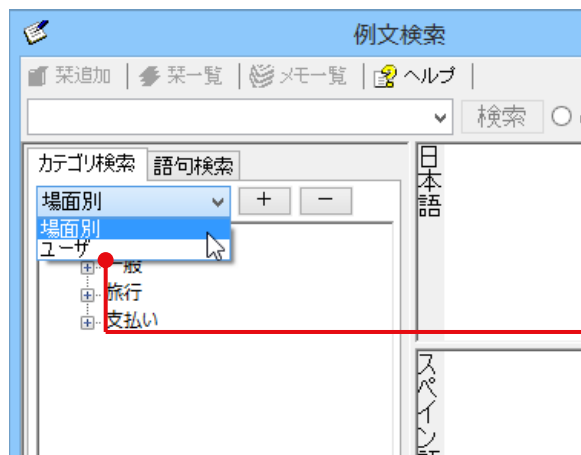 例文検索
栞追加 栞一覧 メモ一覧 ヘルプ
検索
カテゴリ検索 語句検索
場面別 + −
場面別
ユーザ
一般
旅行
支払い
日本語
スペイン語